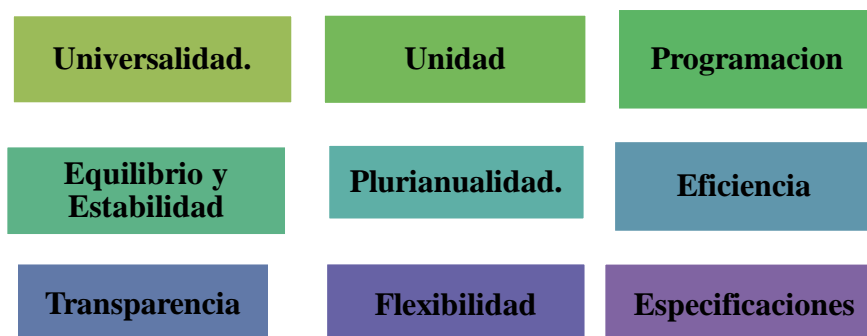 Universalidad.
Unidad
Programacion
Equilibrio y
Estabilidad
Plurianualidad.
Eficiencia
Transparencia
Flexibilidad
Especificaciones